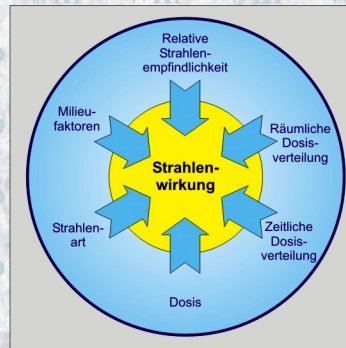 Relative
Strahlen-
empfindlichkeit
Milieu-
faktoren
Räumliche
Dosis-
verteilung
Strahlen-
wirkung
Strahlen-
art
Zeitliche
Dosis-
verteilung
Dosis